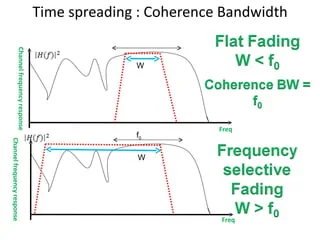 Time spreading : Coherence Bandwidth
Channel frequency response
|H(f)|²
W
Freq
Flat Fading
W < f₀
Coherence BW =
f₀
Channel frequency response
|H(f)|²
f₀
W
Freq
Frequency
selective
Fading
W > f₀